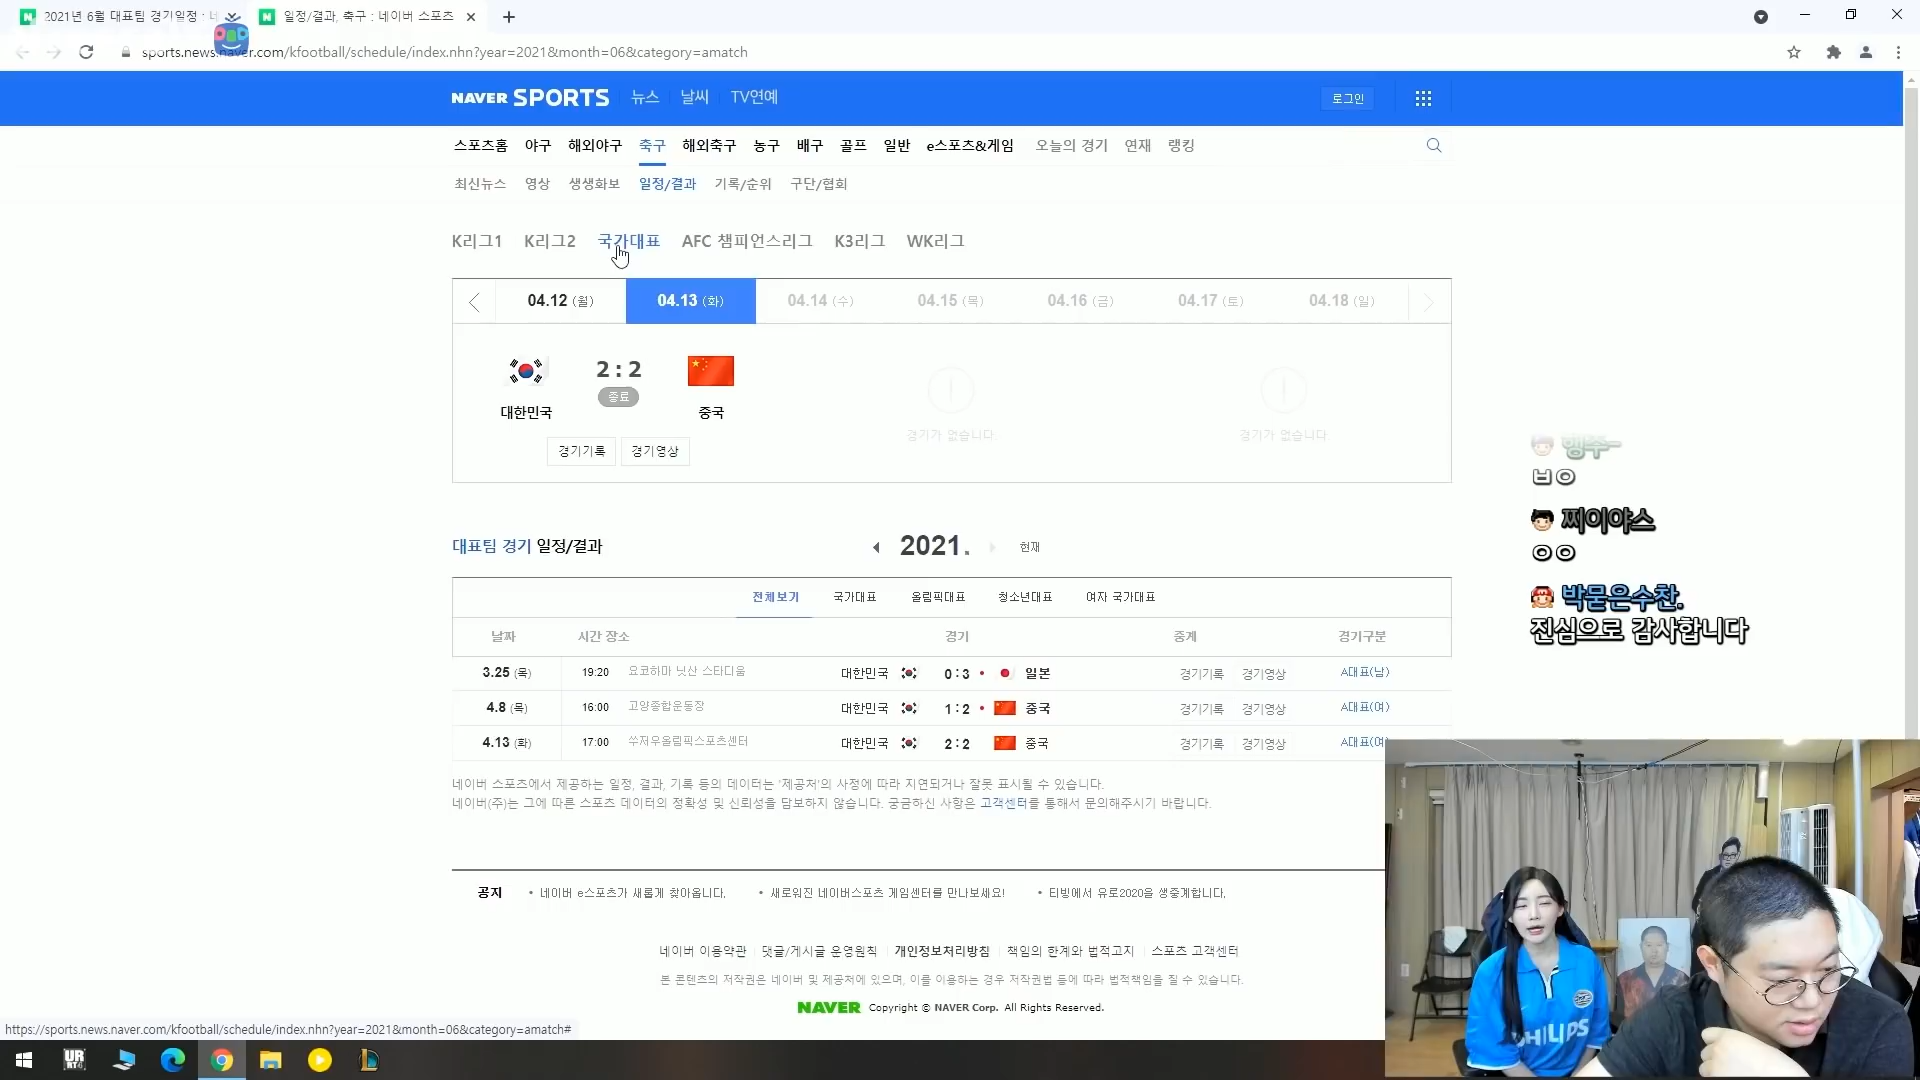 2021년 6월 대표팀 경기일정 : 네
일정/결과, 축구 : 네이버 스포츠
sports.news.naver.com/kfootball/schedule/index.nhn?year=2021&month=06&category=amatch
NAVER SPORTS 뉴스 날씨 TV연예
로그인
스포츠홈 야구 해외야구 축구 해외축구 농구 배구 골프 일반 e스포츠&게임 오늘의 경기 연재 랭킹
최신뉴스 영상 생생화보 일정/결과 기록/순위 구단/협회
K리그1 K리그2 국가대표 AFC 챔피언스리그 K3리그 WK리그
04.12 (월) 04.13 (화) 04.14 (수) 04.15 (목) 04.16 (금) 04.17 (토) 04.18 (일)
2 : 2
종료
대한민국 중국
경기가 없습니다. 경기가 없습니다.
경기기록 경기영상
행주~
ㅂㅇ
찌이야스
ㅇㅇ
박묻은수찬.
진심으로 감사합니다
대표팀 경기 일정/결과 2021. 현재
전체보기 국가대표 올림픽대표 청소년대표 여자 국가대표
날짜 시간 장소 경기 중계 경기구분
3.25 (목) 19:20 요코하마 닛산 스타디움 대한민국 0 : 3 일본 경기기록 경기영상 A대표(남)
4.8 (목) 16:00 고양종합운동장 대한민국 1 : 2 중국 경기기록 경기영상 A대표(여)
4.13 (화) 17:00 쑤저우올림픽스포츠센터 대한민국 2 : 2 중국 경기기록 경기영상 A대표(여)
네이버 스포츠에서 제공하는 일정, 결과, 기록 등의 데이터는 '제공처'의 사정에 따라 지연되거나 잘못 표시될 수 있습니다.
네이버(주)는 그에 따른 스포츠 데이터의 정확성 및 신뢰성을 담보하지 않습니다. 궁금하신 사항은 고객센터를 통해서 문의해주시기 바랍니다.
공지 • 네이버 e스포츠가 새롭게 찾아옵니다. • 새로워진 네이버스포츠 게임센터를 만나보세요! • 티빙에서 유로2020을 생중계합니다.
네이버 이용약관 댓글/게시글 운영원칙 개인정보처리방침 책임의 한계와 법적고지 스포츠 고객센터
본 콘텐츠의 저작권은 네이버 및 제공처에 있으며, 이를 이용하는 경우 저작권법 등에 따라 법적책임을 질 수 있습니다.
NAVER Copyright © NAVER Corp. All Rights Reserved.
https://sports.news.naver.com/kfootball/schedule/index.nhn?year=2021&month=06&category=amatch#
PHILIPS